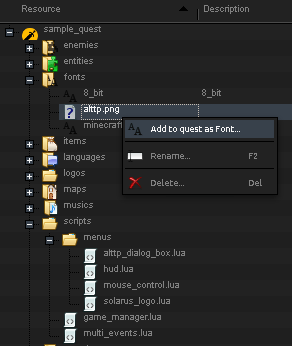 Resource Description
sample_quest
enemies
entities
fonts
8_bit 8_bit
alttp.png
minecraf
Add to quest as Font...
Rename... F2
Delete... Del
items
languages
logos
maps
musics
scripts
menus
alttp_dialog_box.lua
hud.lua
mouse_control.lua
solarus_logo.lua
game_manager.lua
multi_events.lua